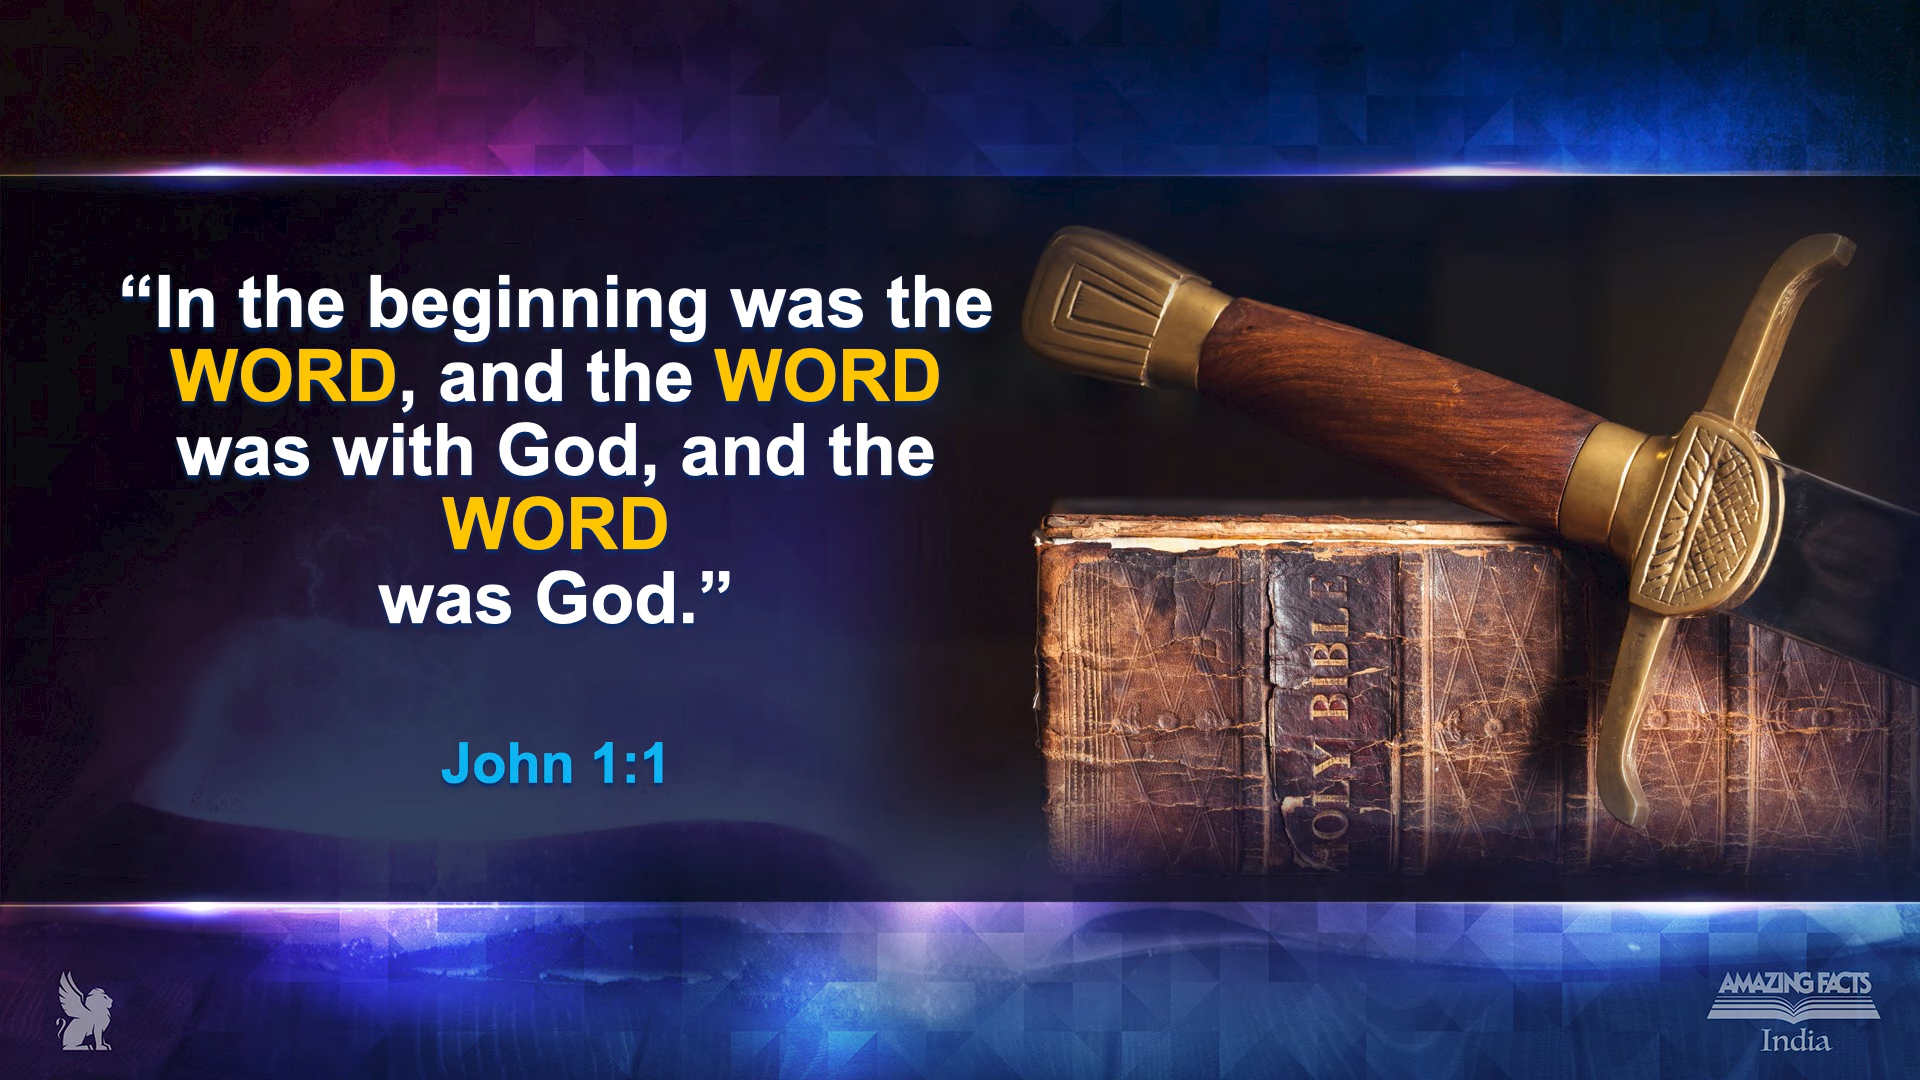 “In the beginning was the
WORD, and the WORD
was with God, and the
WORD
was God.”
John 1:1
HOLY BIBLE
AMAZING FACTS
India